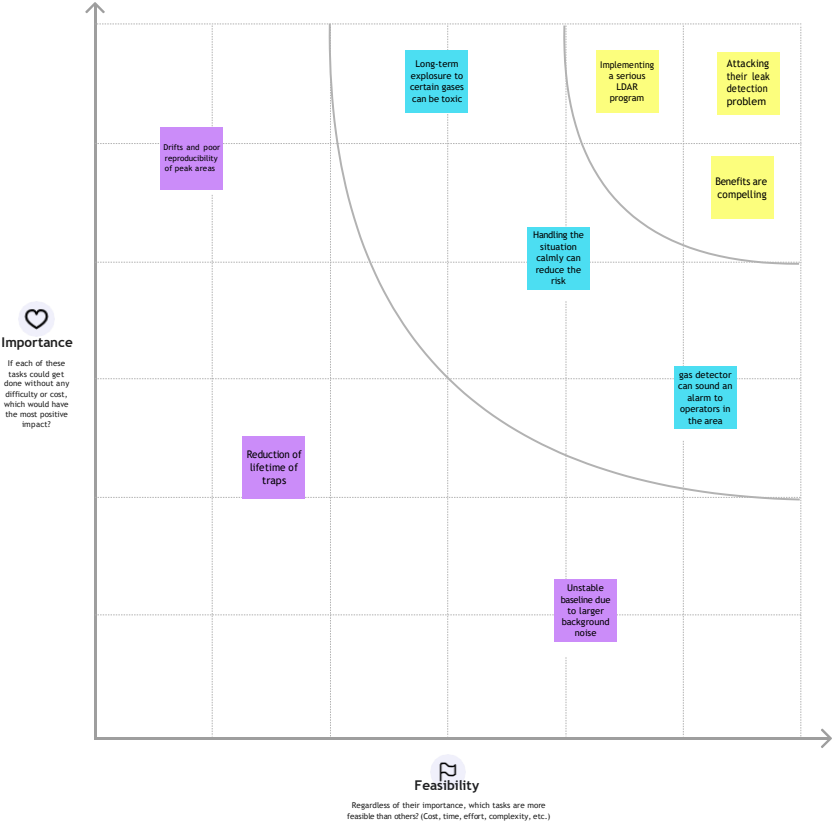 Long-term
explosure to
certain gases
can be toxic
Implementing
a serious
LDAR
program
Attacking
their leak
detection
problem
Drifts and poor
reproducibility
of peak areas
Benefits are
compelling
Handling the
situation
calmly can
reduce the
risk
Importance
If each of these
tasks could get
done without any
difficulty or cost,
which would have
the most positive
impact?
gas detector
can sound an
alarm to
operators in
the area
Reduction of
lifetime of
traps
Unstable
baseline due
to larger
background
noise
Feasibility
Regardless of their importance, which tasks are more
feasible than others? (Cost, time, effort, complexity, etc.)